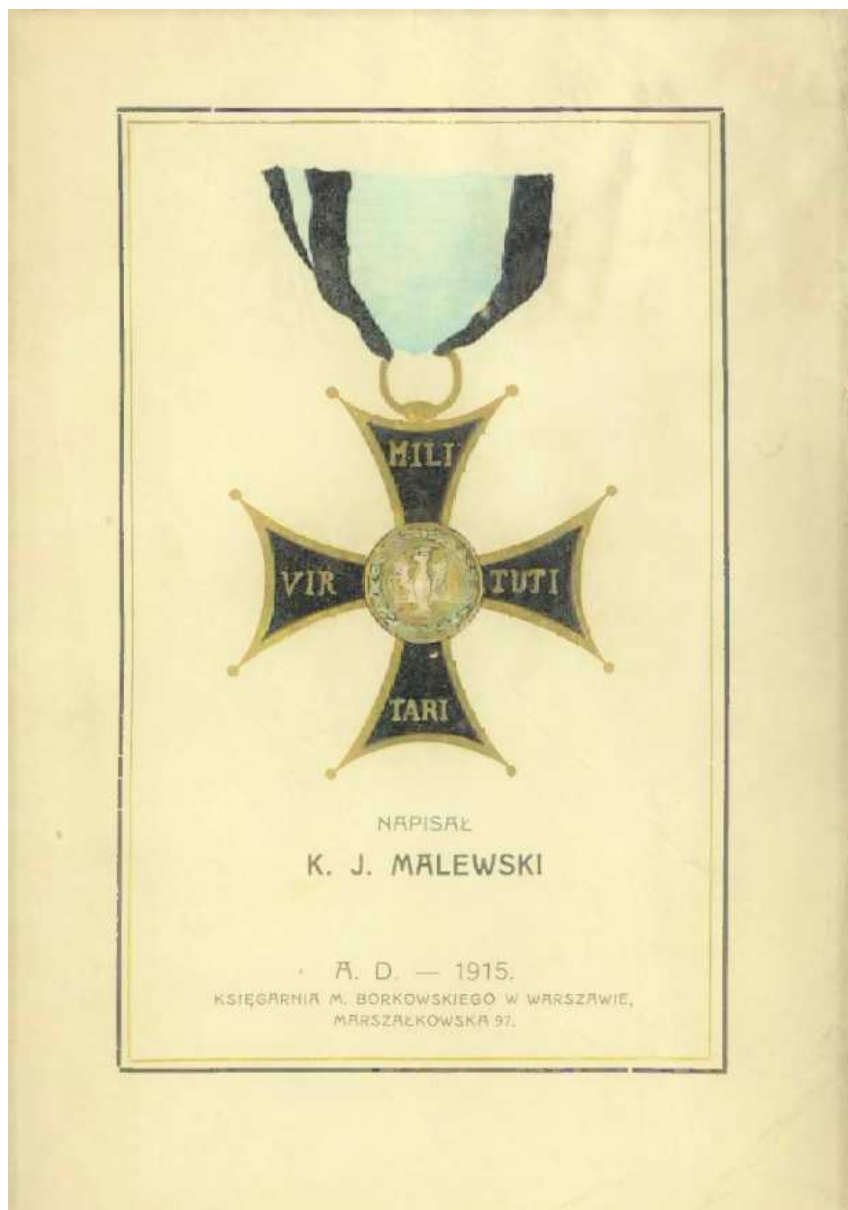 MILI
VIR TUTI
TARI
NAPISAŁ
K. J. MALEWSKI
A. D. — 1915.
KSIĘGARNIA M. BORKOWSKIEGO W WARSZAWIE,
MARSZAŁKOWSKA 97.